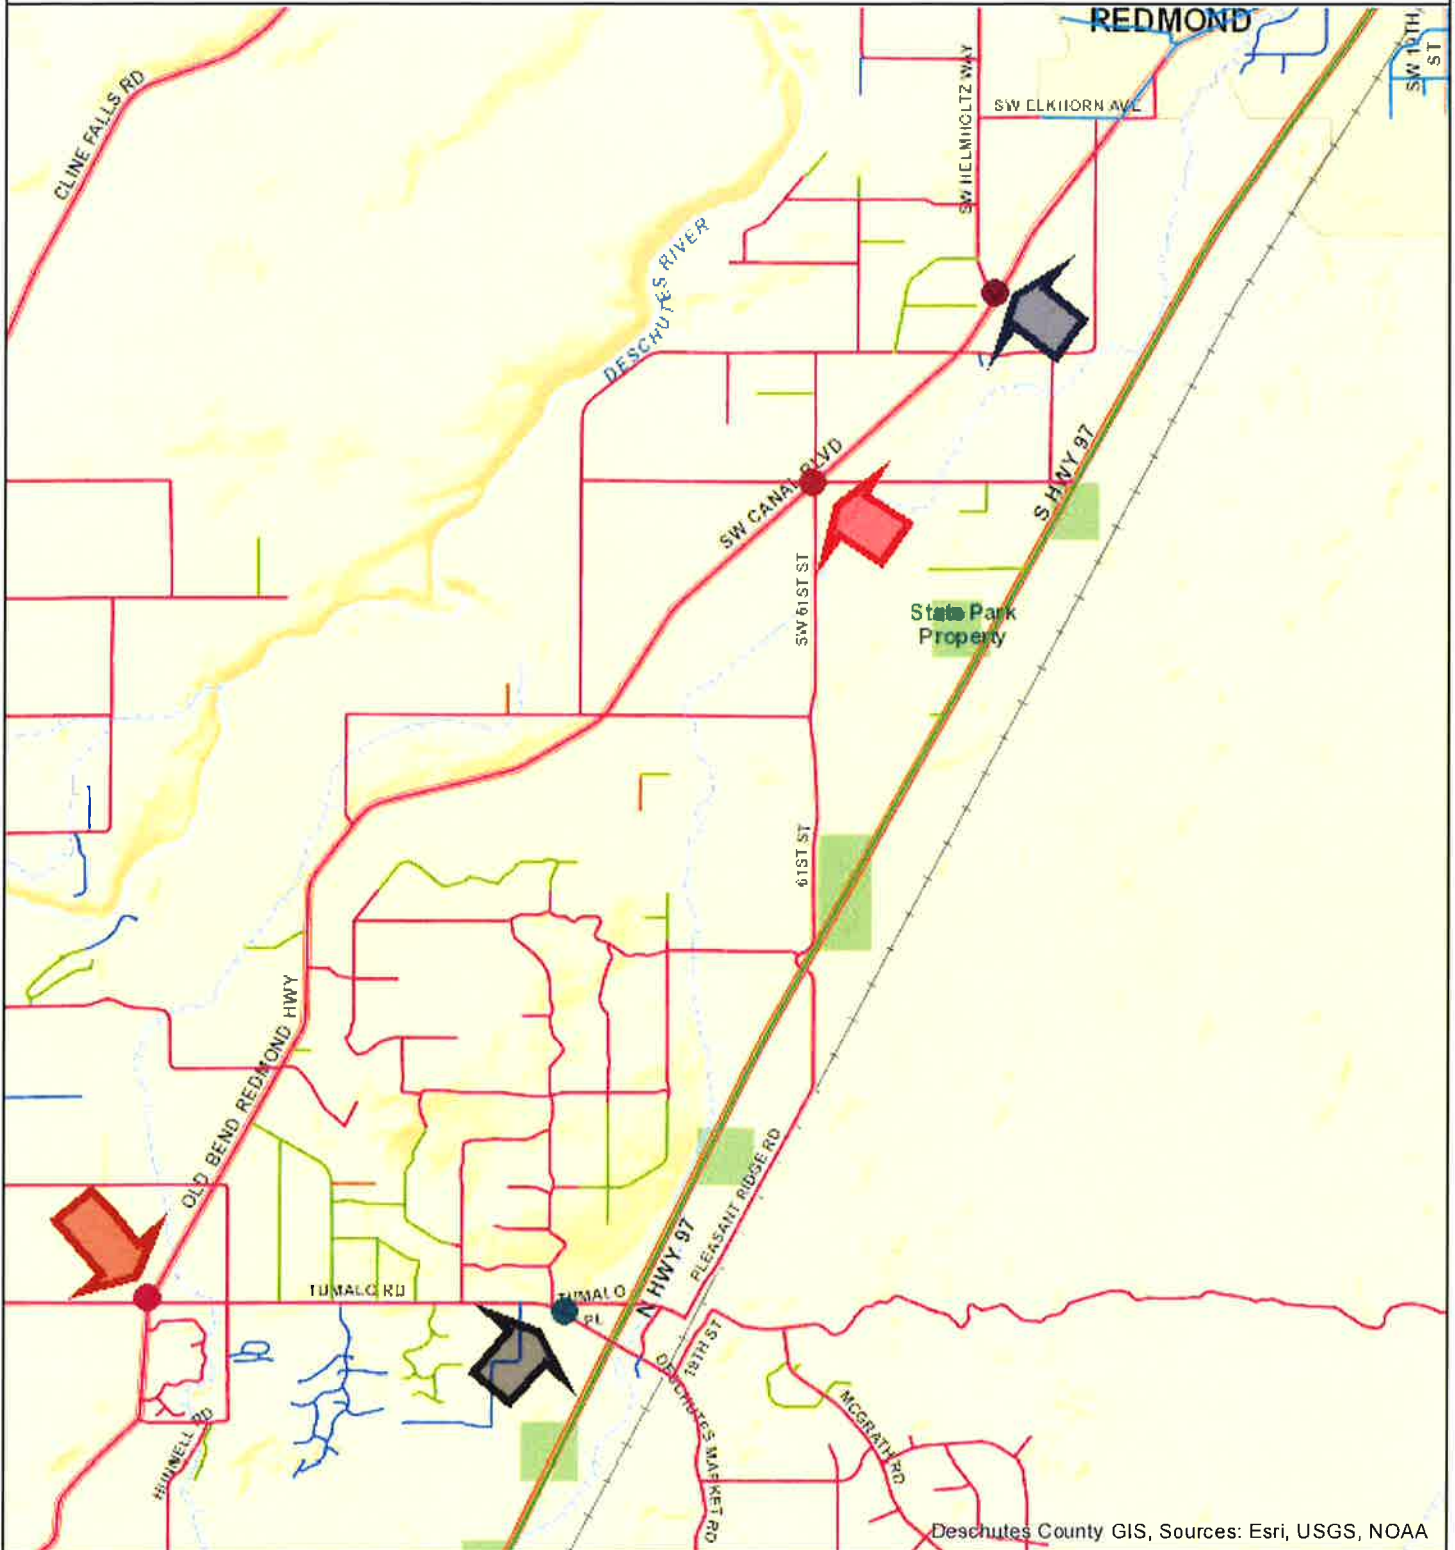 REDMOND
SW 19TH
ST
CLINE FALLS RD
SW HELMHOLTZ WAY
SW ELKHORN AVE
DESCHUTES RIVER
S HWY 97
SW CANAL BLVD
SW 61ST ST
State Park
Property
61ST ST
OLD BEND REDMOND HWY
PLEASANT RIDGE RD
N HWY 97
TUMALO RD
TUMALO
PL
19TH ST
DESCHUTES MARKET RD
MCGRATH RD
HUNNELL RD
Deschutes County GIS, Sources: Esri, USGS, NOAA